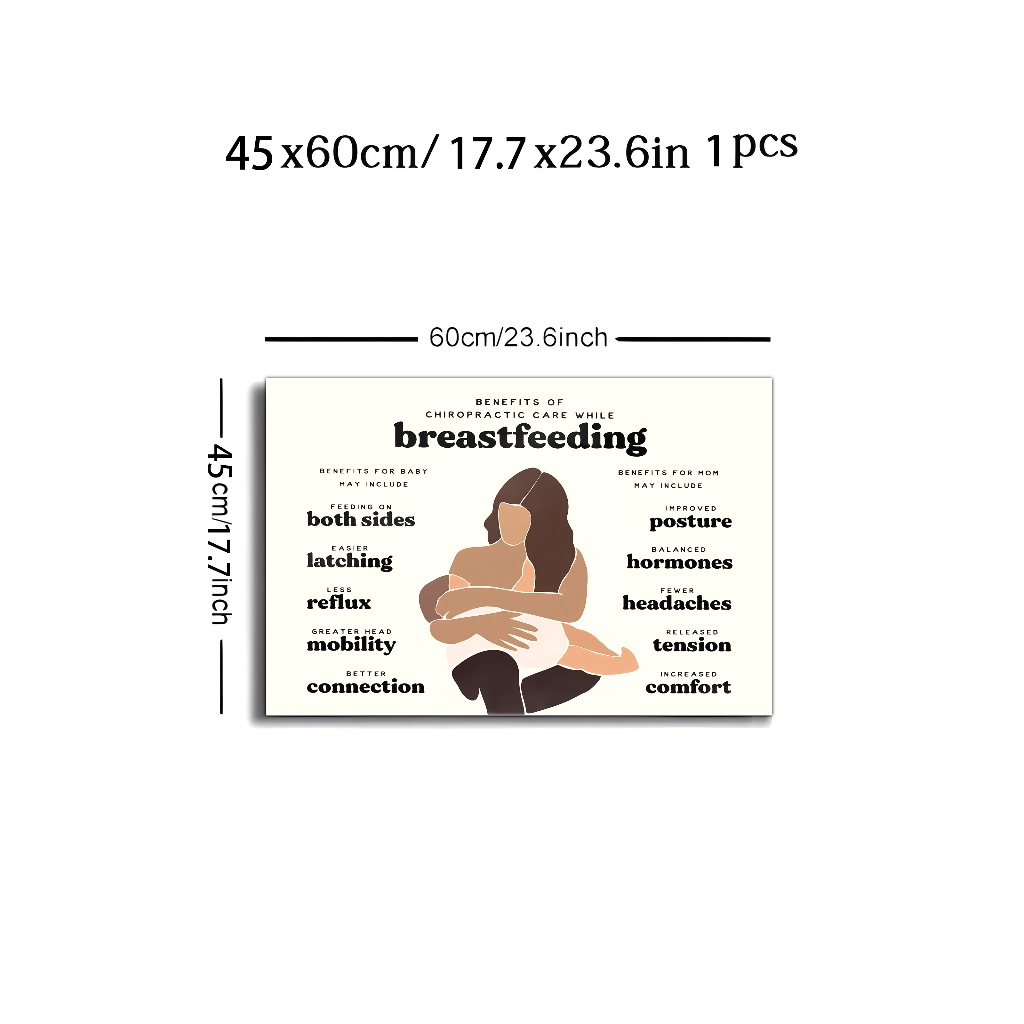 45x60cm/ 17.7x23.6in 1pcs
60cm/23.6inch
45cm/17.7inch
BENEFITS OF
CHIROPRACTIC CARE WHILE
breastfeeding
BENEFITS FOR BABY
MAY INCLUDE
FEEDING ON
both sides
EASIER
latching
LESS
reflux
GREATER HEAD
mobility
BETTER
connection
BENEFITS FOR MOM
MAY INCLUDE
IMPROVED
posture
BALANCED
hormones
FEWER
headaches
RELEASED
tension
INCREASED
comfort